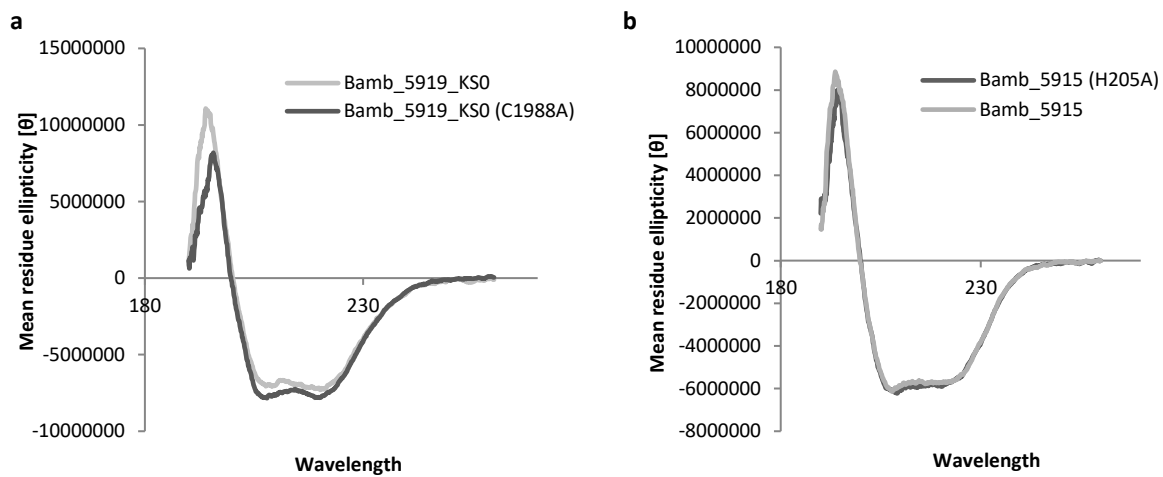 a
Mean residue ellipticity [θ]
15000000
10000000
5000000
0
-5000000
-10000000
180
230
Wavelength
Bamb_5919_KS0
Bamb_5919_KS0 (C1988A)
b
Mean residue ellipticity [θ]
10000000
8000000
6000000
4000000
2000000
0
-2000000
-4000000
-6000000
-8000000
180
230
Wavelength
Bamb_5915 (H205A)
Bamb_5915